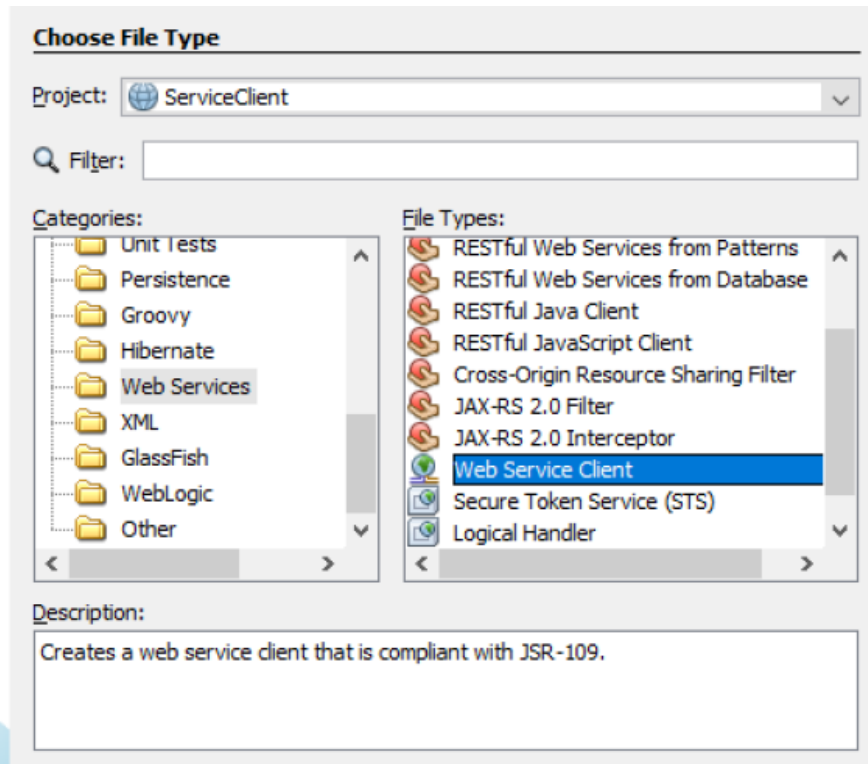 Choose File Type
Project: ServiceClient
Filter:
Categories:
Unit Tests
Persistence
Groovy
Hibernate
Web Services
XML
GlassFish
WebLogic
Other
File Types:
RESTful Web Services from Patterns
RESTful Web Services from Database
RESTful Java Client
RESTful JavaScript Client
Cross-Origin Resource Sharing Filter
JAX-RS 2.0 Filter
JAX-RS 2.0 Interceptor
Web Service Client
Secure Token Service (STS)
Logical Handler
Description:
Creates a web service client that is compliant with JSR-109.